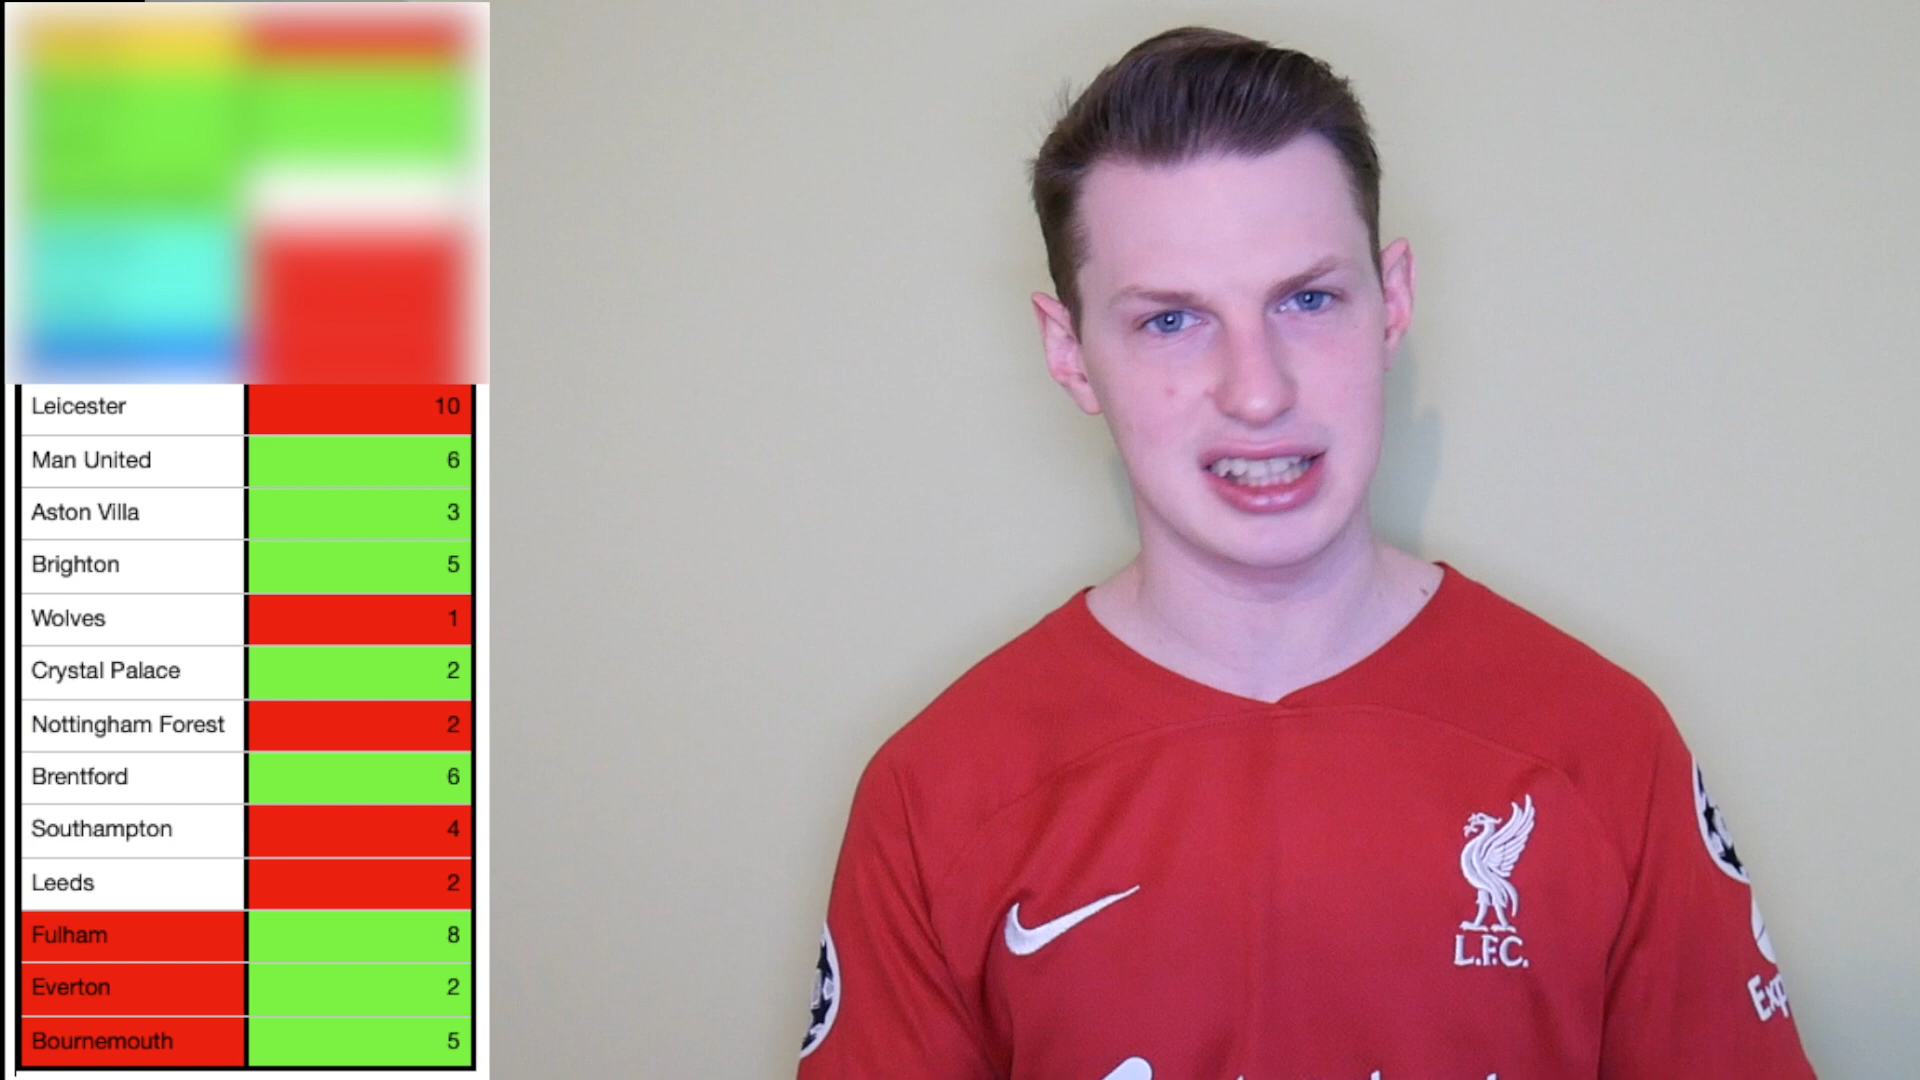 Leicester 10
Man United 6
Aston Villa 3
Brighton 5
Wolves 1
Crystal Palace 2
Nottingham Forest 2
Brentford 6
Southampton 4
Leeds 2
Fulham 8
Everton 2
Bournemouth 5
L.F.C.
Exp